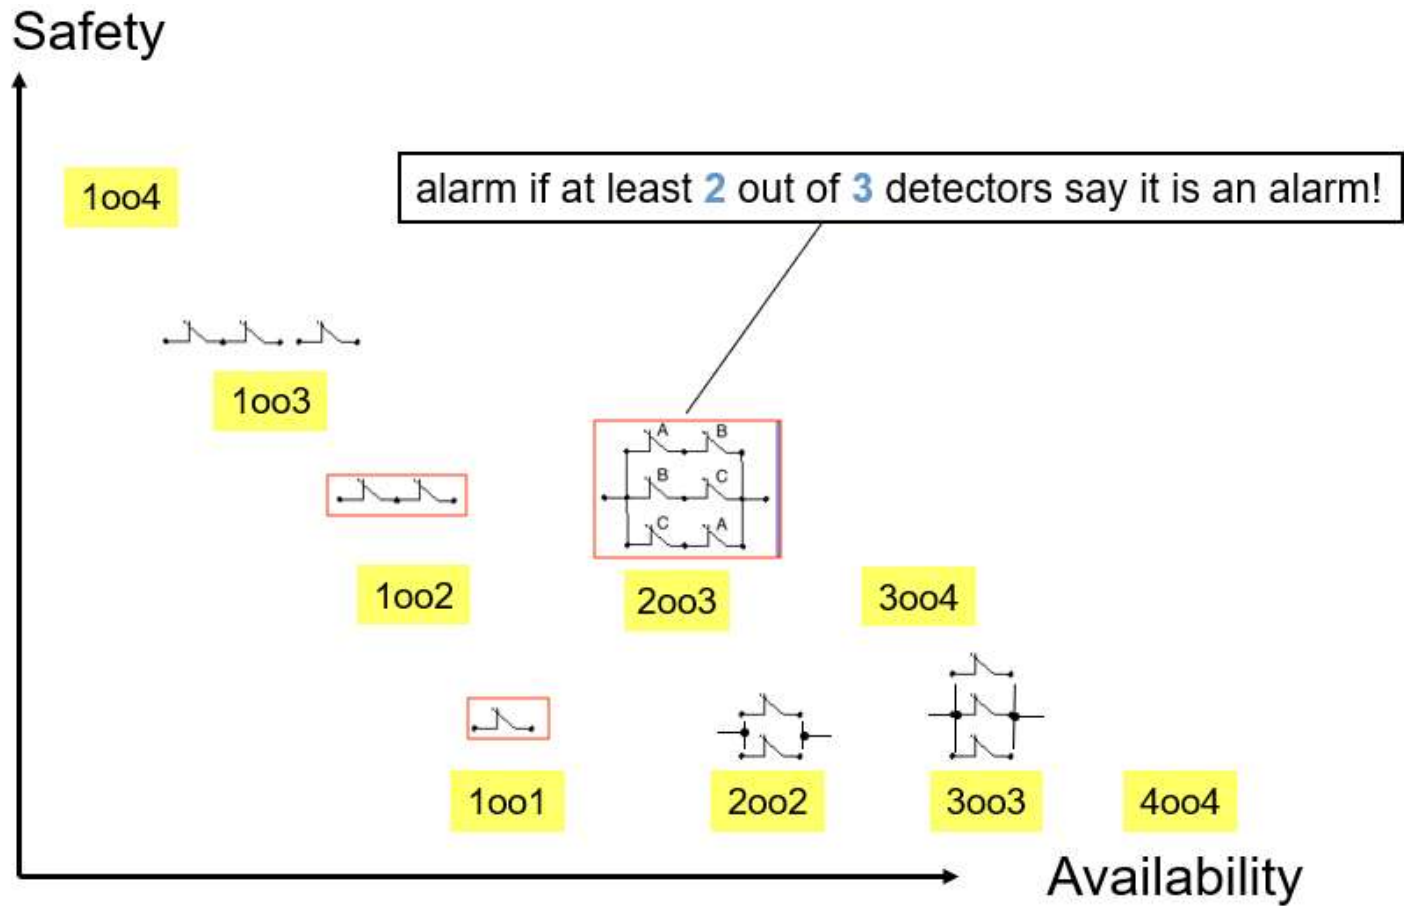 Safety
alarm if at least 2 out of 3 detectors say it is an alarm!
1oo4
1oo3
A B
B C
C A
1oo2
2oo3
3oo4
1oo1
2oo2
3oo3
4oo4
Availability